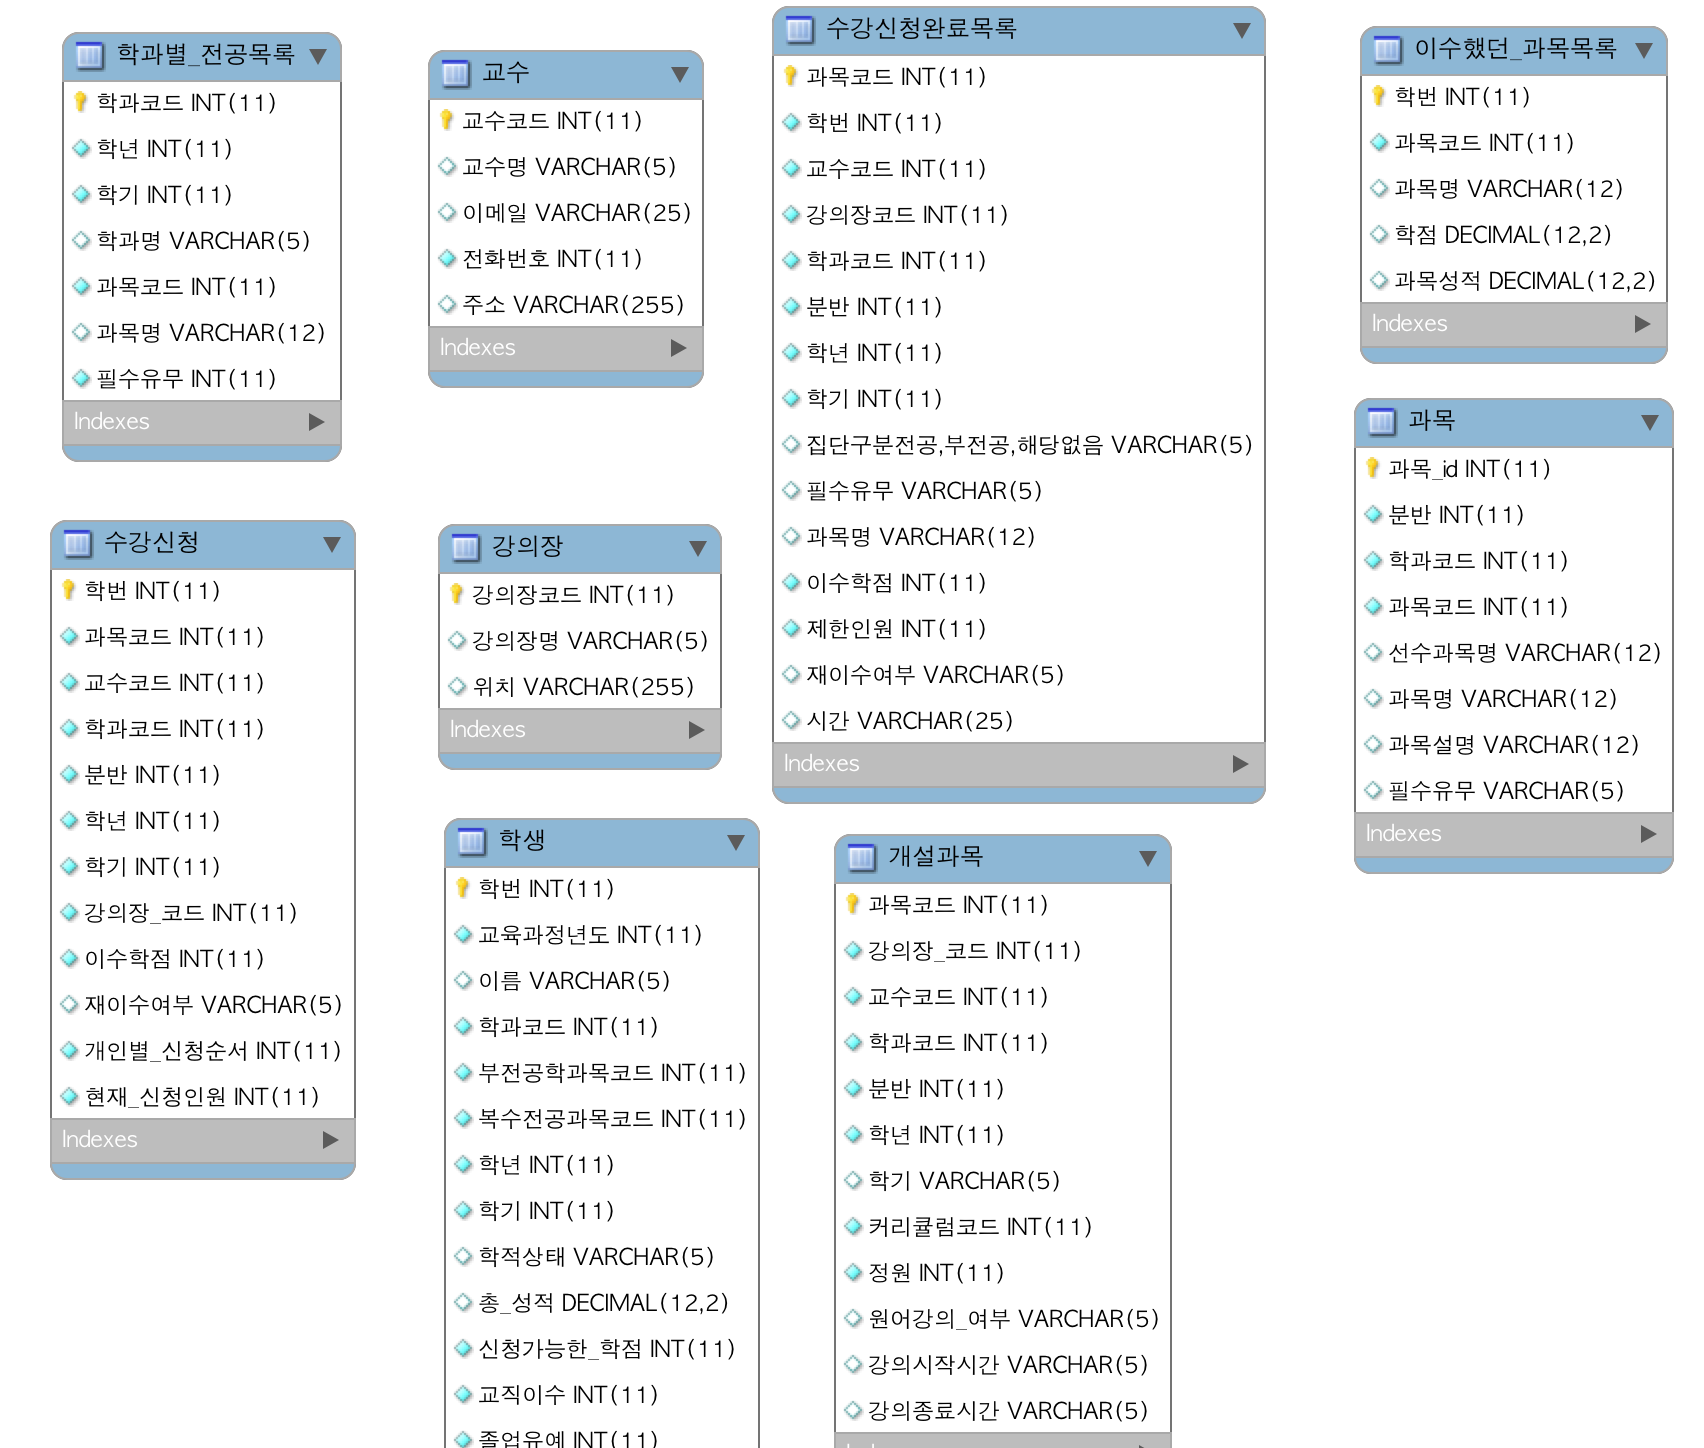 학과별_전공목록
학과코드 INT(11)
학년 INT(11)
학기 INT(11)
학과명 VARCHAR(5)
과목코드 INT(11)
과목명 VARCHAR(12)
필수유무 INT(11)
Indexes
교수
교수코드 INT(11)
교수명 VARCHAR(5)
이메일 VARCHAR(25)
전화번호 INT(11)
주소 VARCHAR(255)
Indexes
수강신청완료목록
과목코드 INT(11)
학번 INT(11)
교수코드 INT(11)
강의장코드 INT(11)
학과코드 INT(11)
분반 INT(11)
학년 INT(11)
학기 INT(11)
집단구분전공,부전공,해당없음 VARCHAR(5)
필수유무 VARCHAR(5)
과목명 VARCHAR(12)
이수학점 INT(11)
제한인원 INT(11)
재이수여부 VARCHAR(5)
시간 VARCHAR(25)
Indexes
이수했던_과목목록
학번 INT(11)
과목코드 INT(11)
과목명 VARCHAR(12)
학점 DECIMAL(12,2)
과목성적 DECIMAL(12,2)
Indexes
과목
과목_id INT(11)
분반 INT(11)
학과코드 INT(11)
과목코드 INT(11)
선수과목명 VARCHAR(12)
과목명 VARCHAR(12)
과목설명 VARCHAR(12)
필수유무 VARCHAR(5)
Indexes
수강신청
학번 INT(11)
과목코드 INT(11)
교수코드 INT(11)
학과코드 INT(11)
분반 INT(11)
학년 INT(11)
학기 INT(11)
강의장_코드 INT(11)
이수학점 INT(11)
재이수여부 VARCHAR(5)
개인별_신청순서 INT(11)
현재_신청인원 INT(11)
Indexes
강의장
강의장코드 INT(11)
강의장명 VARCHAR(5)
위치 VARCHAR(255)
Indexes
학생
학번 INT(11)
교육과정년도 INT(11)
이름 VARCHAR(5)
학과코드 INT(11)
부전공학과목코드 INT(11)
복수전공과목코드 INT(11)
학년 INT(11)
학기 INT(11)
학적상태 VARCHAR(5)
총_성적 DECIMAL(12,2)
신청가능한_학점 INT(11)
교직이수 INT(11)
졸업유예 INT(11)
개설과목
과목코드 INT(11)
강의장_코드 INT(11)
교수코드 INT(11)
학과코드 INT(11)
분반 INT(11)
학년 INT(11)
학기 VARCHAR(5)
커리큘럼코드 INT(11)
정원 INT(11)
원어강의_여부 VARCHAR(5)
강의시작시간 VARCHAR(5)
강의종료시간 VARCHAR(5)